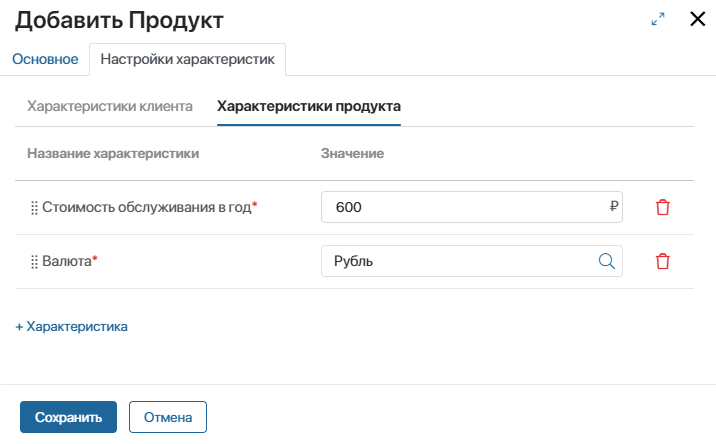 Добавить Продукт
Основное Настройки характеристик
Характеристики клиента Характеристики продукта
Название характеристики Значение
Стоимость обслуживания в год* 600 ₽
Валюта* Рубль
+ Характеристика
Сохранить Отмена